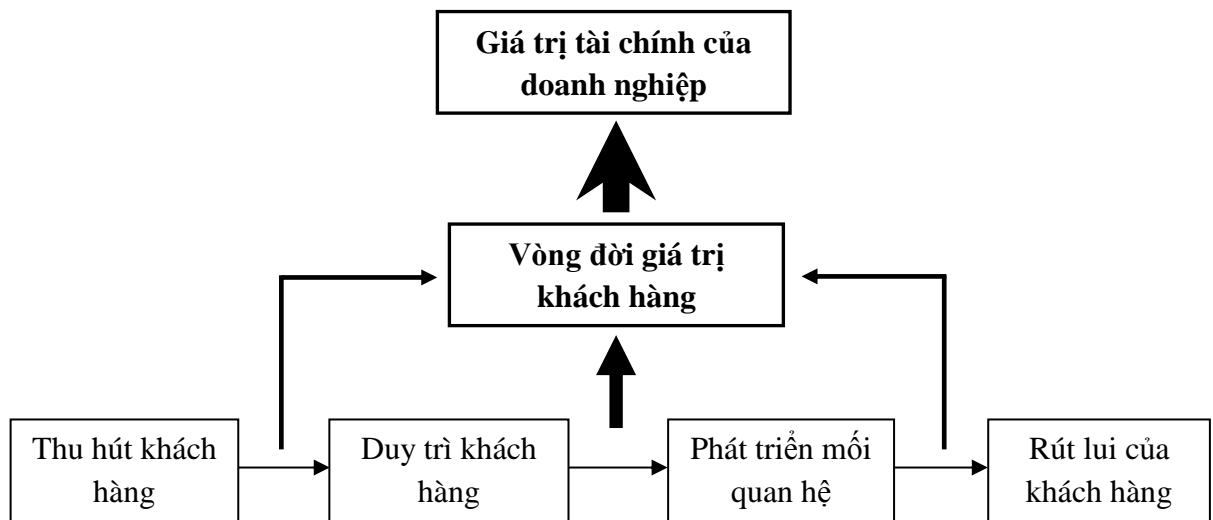 Giá trị tài chính của
doanh nghiệp
Vòng đời giá trị
khách hàng
Thu hút khách
hàng
Duy trì khách
hàng
Phát triển mối
quan hệ
Rút lui của
khách hàng